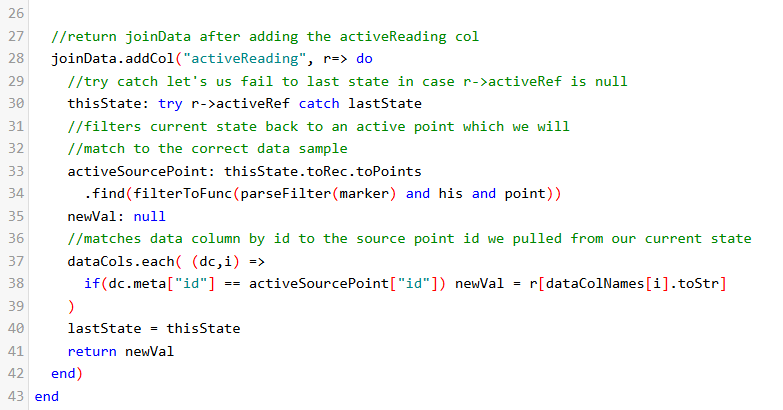 26
27 //return joinData after adding the activeReading col
28 joinData.addCol("activeReading", r=> do
29 //try catch let's us fail to last state in case r->activeRef is null
30 thisState: try r->activeRef catch lastState
31 //filters current state back to an active point which we will
32 //match to the correct data sample
33 activeSourcePoint: thisState.toRec.toPoints
34 .find(filterToFunc(parseFilter(marker) and his and point))
35 newVal: null
36 //matches data column by id to the source point id we pulled from our current state
37 dataCols.each( (dc,i) =>
38 if(dc.meta["id"] == activeSourcePoint["id"]) newVal = r[dataColNames[i].toStr]
39 )
40 lastState = thisState
41 return newVal
42 end)
43 end